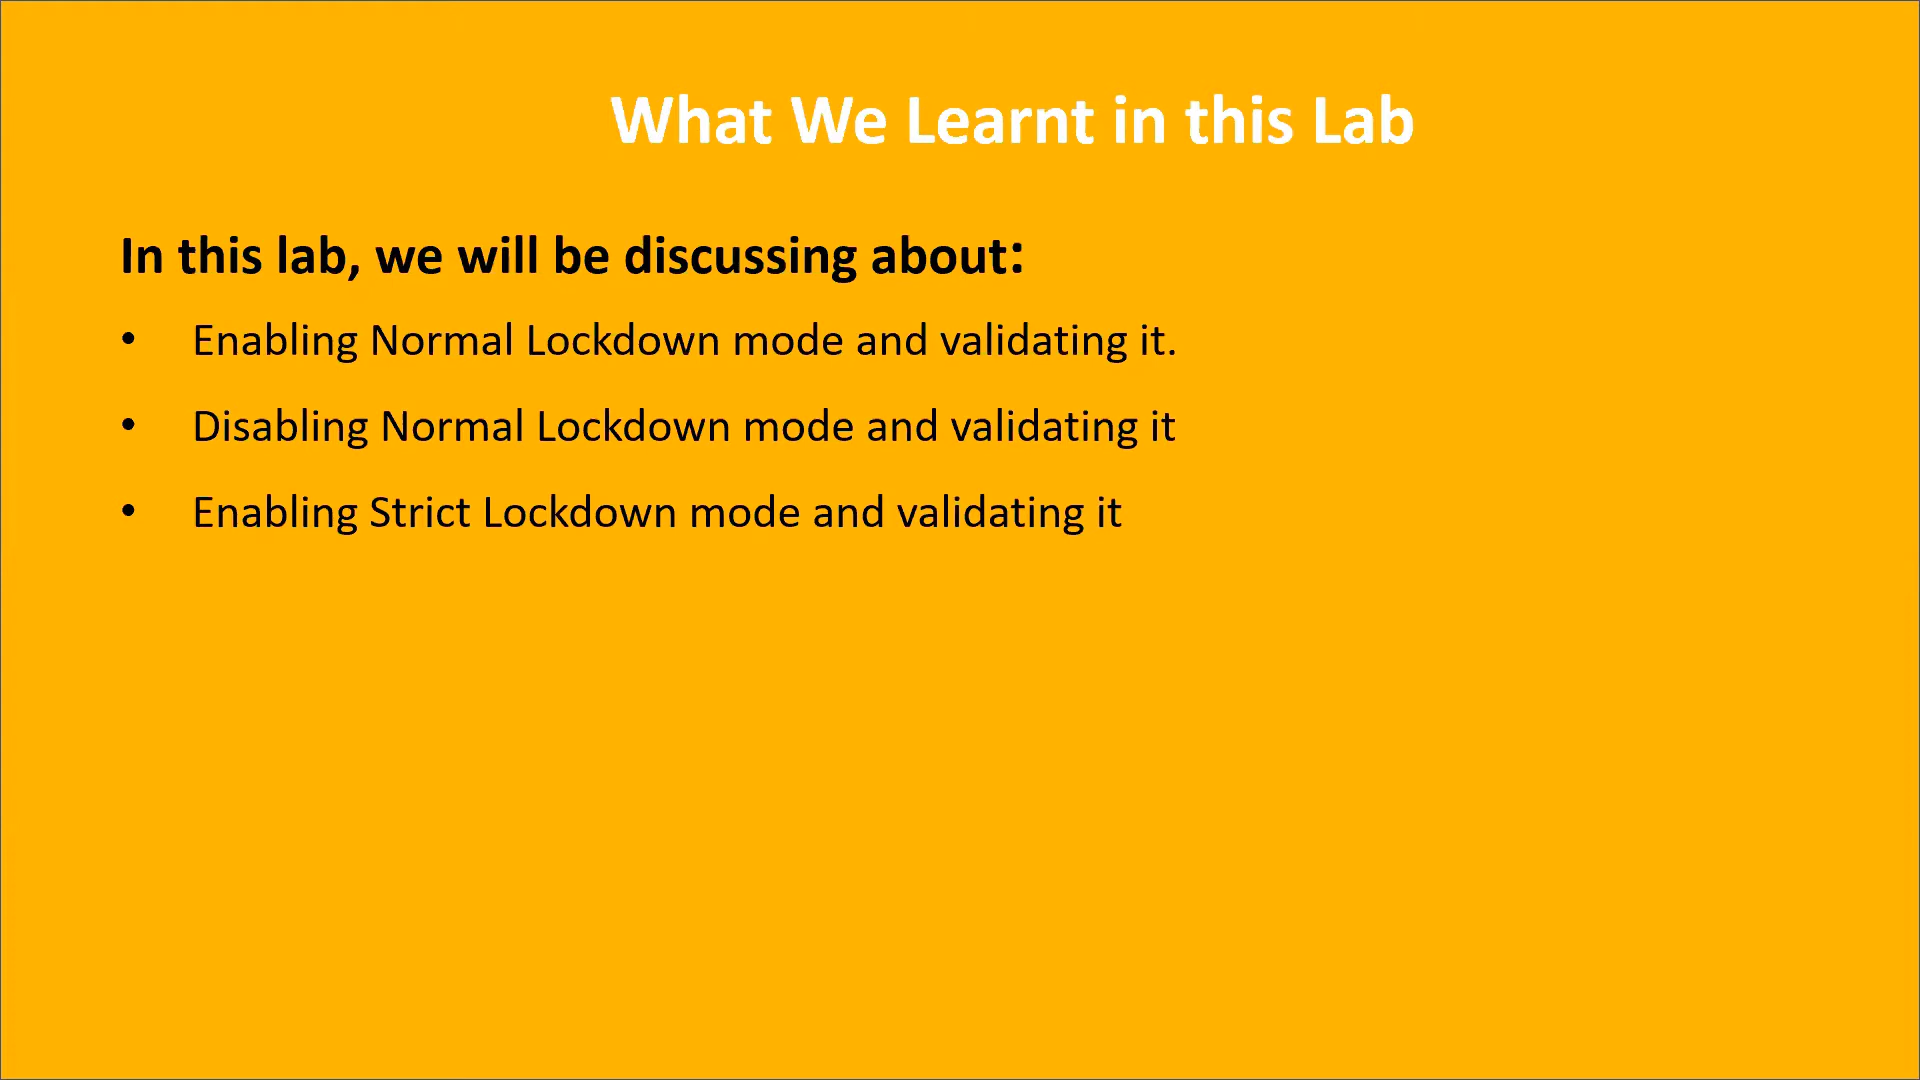 What We Learnt in this Lab
In this lab, we will be discussing about:
• Enabling Normal Lockdown mode and validating it.
• Disabling Normal Lockdown mode and validating it
• Enabling Strict Lockdown mode and validating it